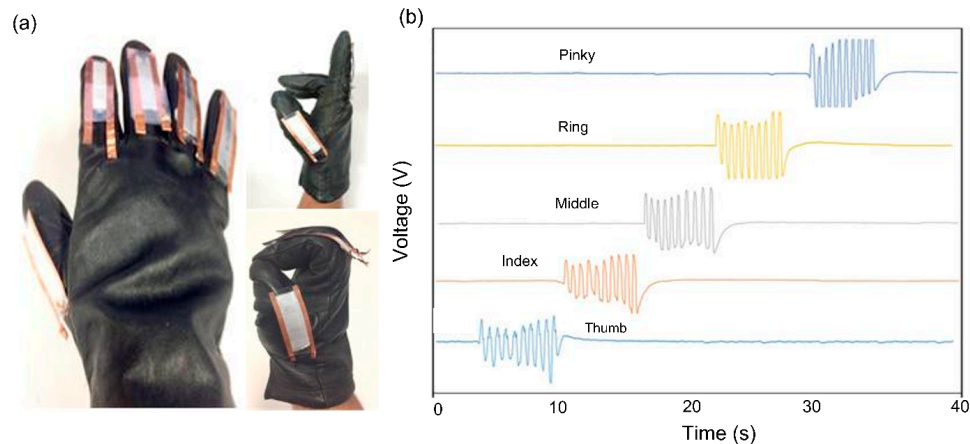 (a)
(b)
Pinky
Ring
Middle
Index
Thumb
Voltage (V)
0 10 20 30 40
Time (s)